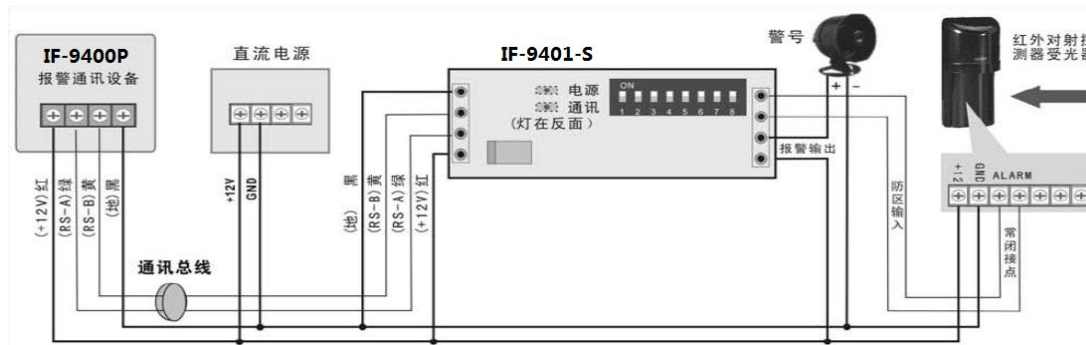 IF-9400P
报警通讯设备
(+12V)红
(RS-A)绿
(RS-B)黄
(地)黑
通讯总线
直流电源
+12V
GND
IF-9401-S
电源
通讯
(灯在反面)
ON
1 2 3 4 5 6 7 8
(地) 黑
(RS-B)黄
(RS-A)绿
(+12V)红
警号
+ -
报警输出
防区输入
常闭接点
红外对射探
测器受光器
+12 GND ALARM